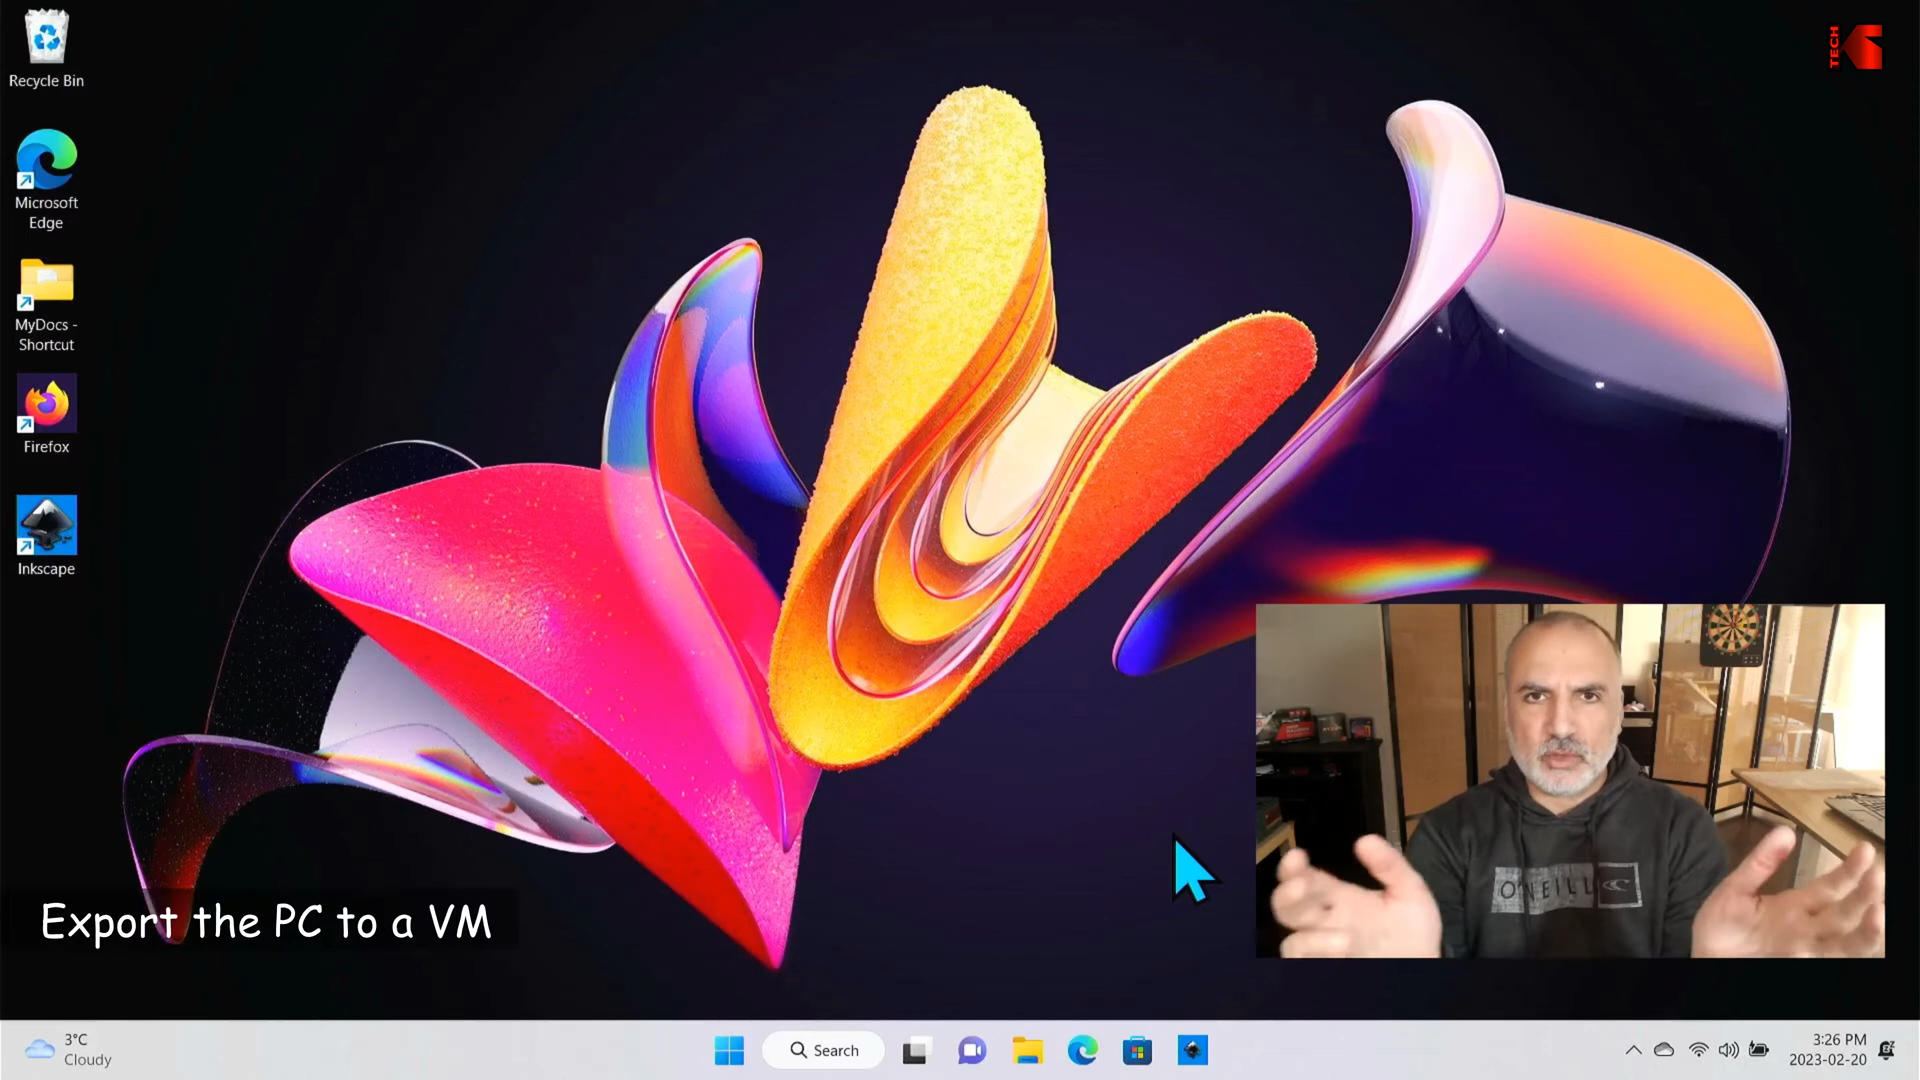 Recycle Bin
TECH
Microsoft
Edge
MyDocs -
Shortcut
Firefox
Inkscape
O'NEILL
Export the PC to a VM
3°C
Cloudy
Search
3:26 PM
2023-02-20